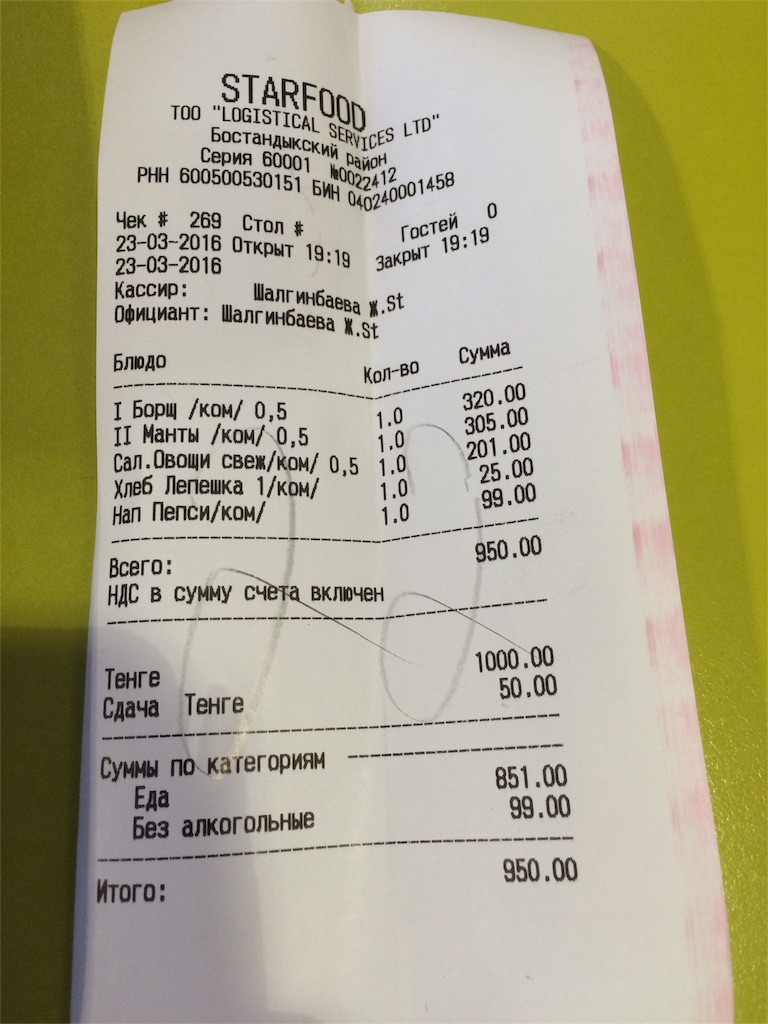 STARFOOD
ТОО "LOGISTICAL SERVICES LTD"
Бостандыкский район
Серия 60001 №0022412
РНН 600500530151 БИН 040240001458
Чек # 269 Стол # Гостей 0
23-03-2016 Открыт 19:19 Закрыт 19:19
23-03-2016
Кассир: Шалгинбаева Ж.St
Официант: Шалгинбаева Ж.St
Блюдо Кол-во Сумма
I Борщ /ком/ 0,5 1.0 320.00
II Манты /ком/ 0,5 1.0 305.00
Сал.Овощи свеж/ком/ 0,5 1.0 201.00
Хлеб Лепешка 1/ком/ 1.0 25.00
Нап Пепси/ком/ 1.0 99.00
Всего: 950.00
НДС в сумму счета включен
Тенге 1000.00
Сдача Тенге 50.00
Суммы по категориям
Еда 851.00
Без алкогольные 99.00
Итого: 950.00